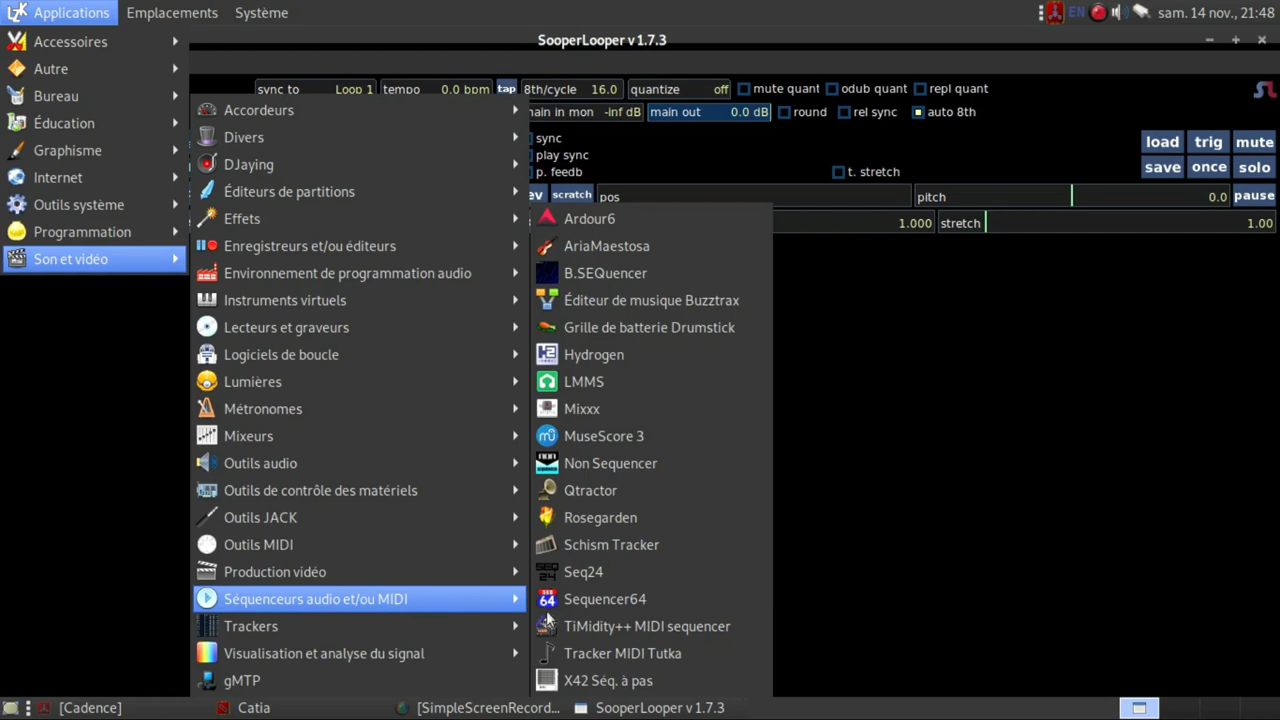 Applications Emplacements Système EN sam. 14 nov., 21:48
SooperLooper v 1.7.3
Accessoires
Autre
Bureau
Éducation
Graphisme
Internet
Outils système
Programmation
Son et vidéo
sync to Loop 1 tempo 0.0 bpm tap 8th/cycle 16.0 quantize off mute quant odub quant repl quant
main in mon -inf dB main out 0.0 dB round rel sync auto 8th
sync
play sync
p. feedb t. stretch
load trig mute
save once solo
scratch pos pitch 0.0 pause
1.000 stretch 1.00
Accordeurs
Divers
DJaying
Éditeurs de partitions
Effets
Enregistreurs et/ou éditeurs
Environnement de programmation audio
Instruments virtuels
Lecteurs et graveurs
Logiciels de boucle
Lumières
Métronomes
Mixeurs
Outils audio
Outils de contrôle des matériels
Outils JACK
Outils MIDI
Production vidéo
Séquenceurs audio et/ou MIDI
Trackers
Visualisation et analyse du signal
gMTP
Ardour6
AriaMaestosa
B.SEQuencer
Éditeur de musique Buzztrax
Grille de batterie Drumstick
Hydrogen
LMMS
Mixxx
MuseScore 3
Non Sequencer
Qtractor
Rosegarden
Schism Tracker
Seq24
Sequencer64
TiMidity++ MIDI sequencer
Tracker MIDI Tutka
X42 Séq. à pas
[Cadence] Catia [SimpleScreenRecord... SooperLooper v 1.7.3